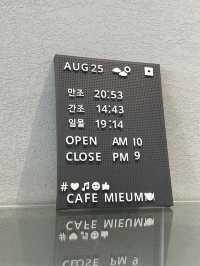 AUG 25
만조 20:53
간조 14:43
일몰 19:14
OPEN AM 10
CLOSE PM 9
#
CAFE MIEUM